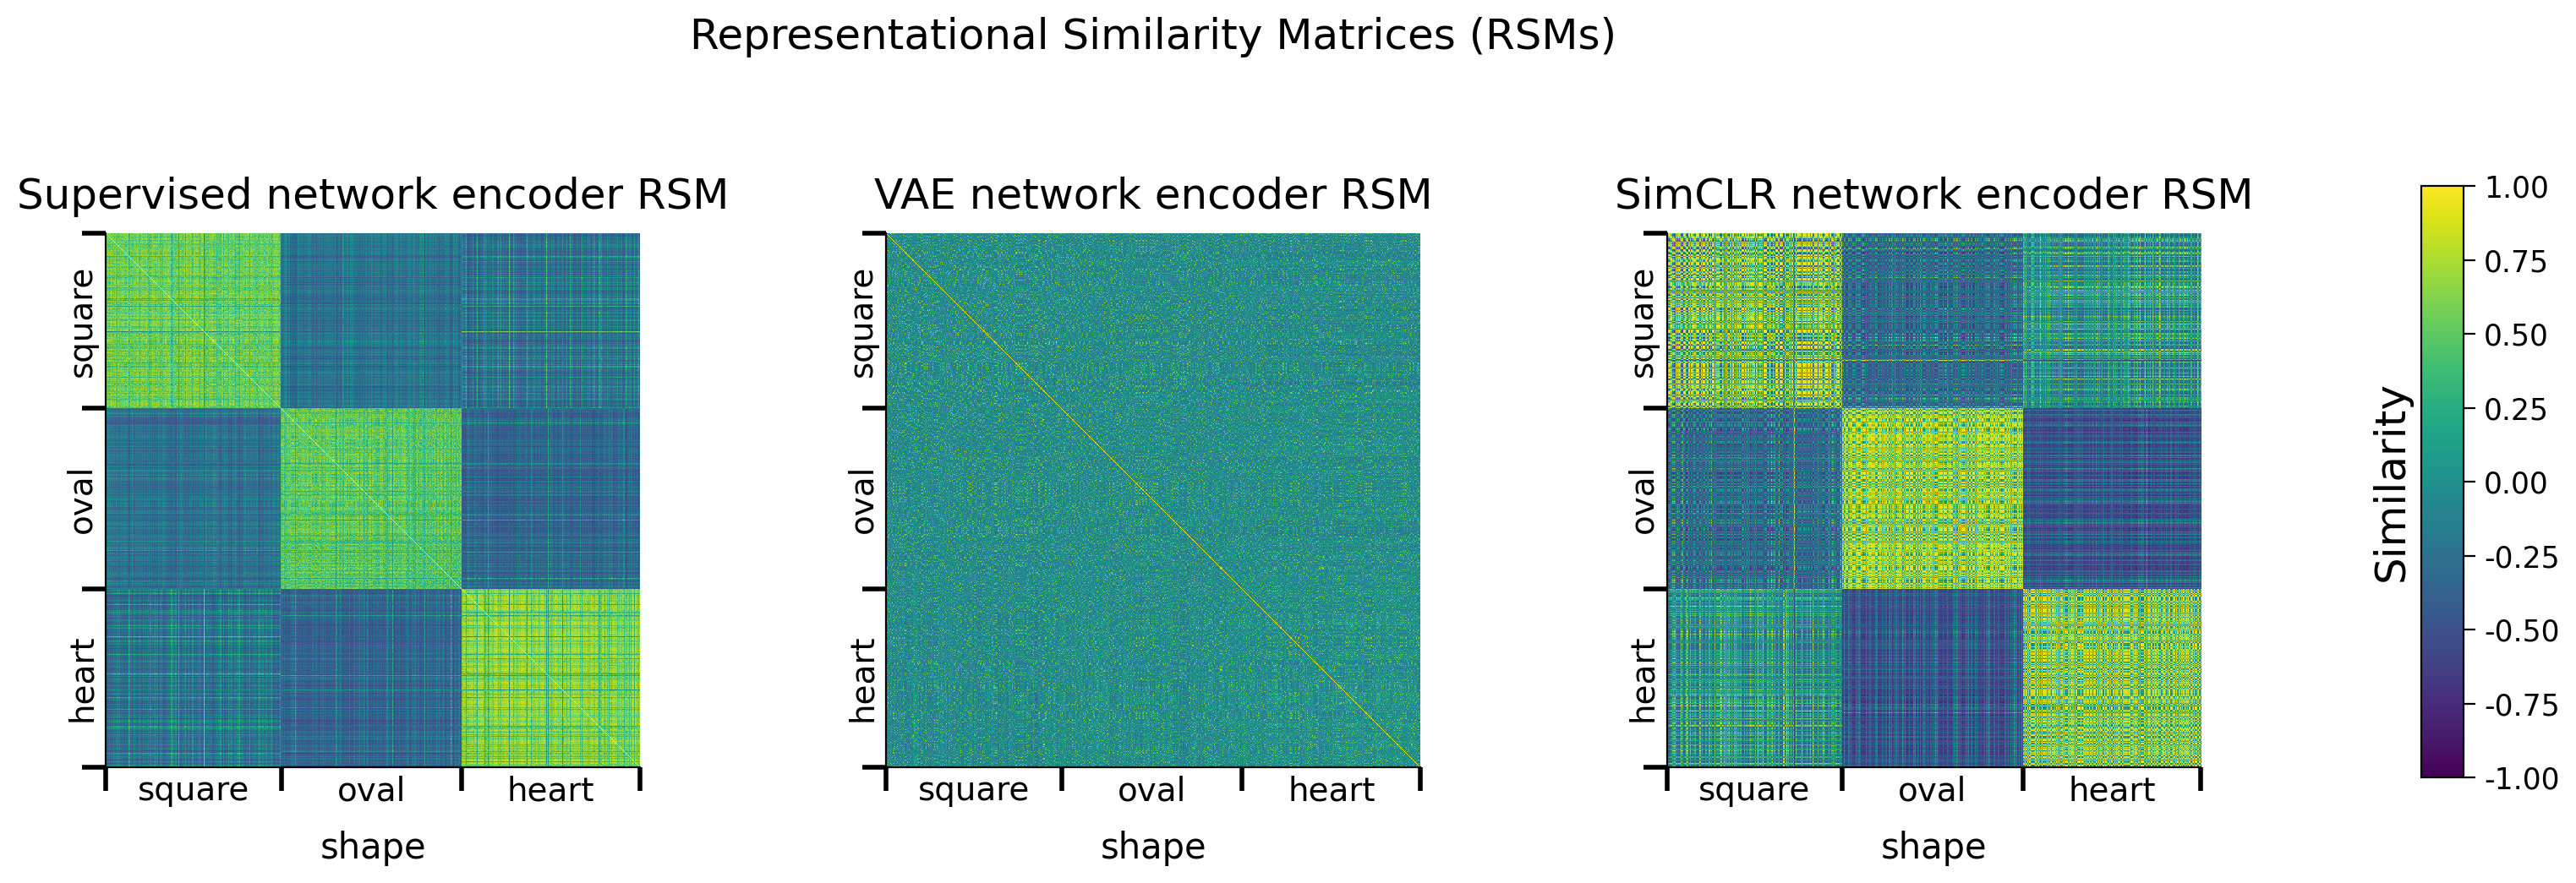 Representational Similarity Matrices (RSMs)
Supervised network encoder RSM
square
oval
heart
square oval heart
shape
VAE network encoder RSM
square
oval
heart
square oval heart
shape
SimCLR network encoder RSM
square
oval
heart
square oval heart
shape
Similarity
1.00
0.75
0.50
0.25
0.00
-0.25
-0.50
-0.75
-1.00